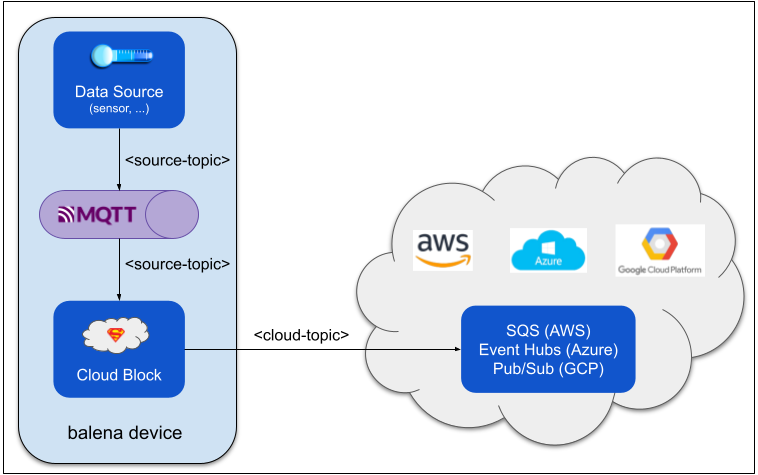 Data Source
(sensor, ...)
<source-topic>
MQTT
<source-topic>
Cloud Block
balena device
<cloud-topic>
aws
Azure
Google Cloud Platform
SQS (AWS)
Event Hubs (Azure)
Pub/Sub (GCP)